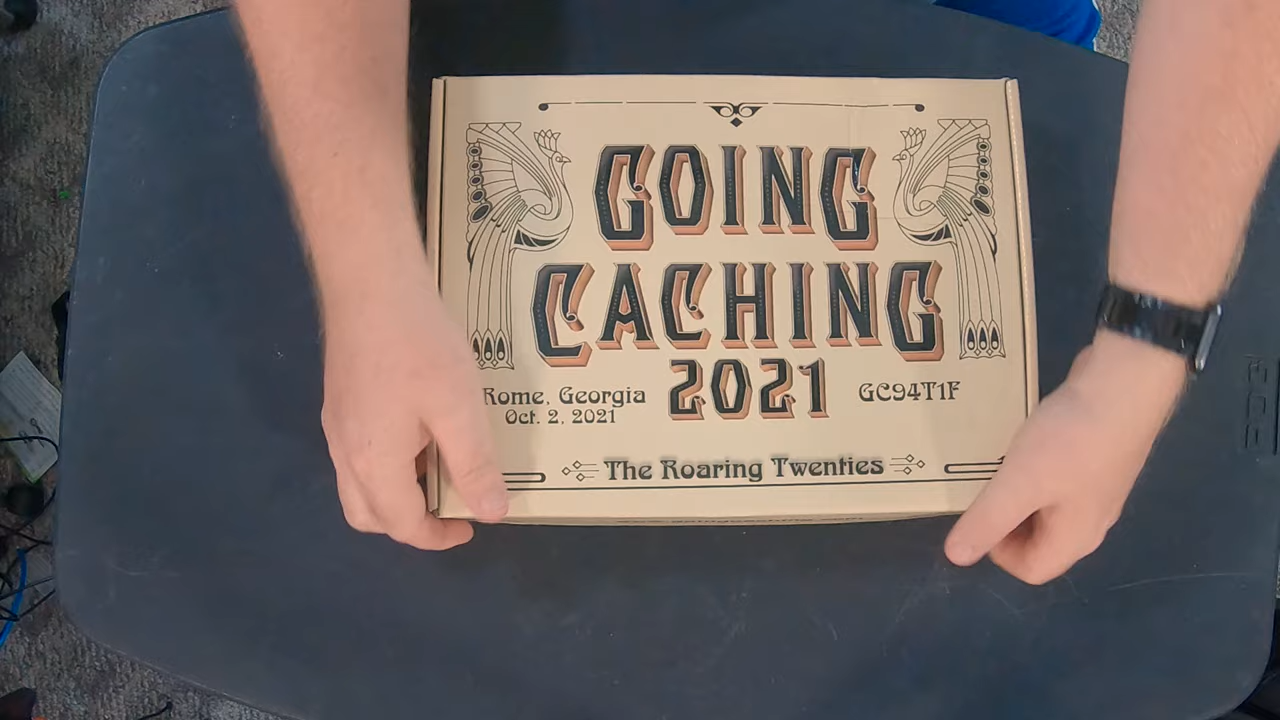 GOING
CACHING
2021
Rome, Georgia
Oct. 2, 2021
GC94T1F
The Roaring Twenties